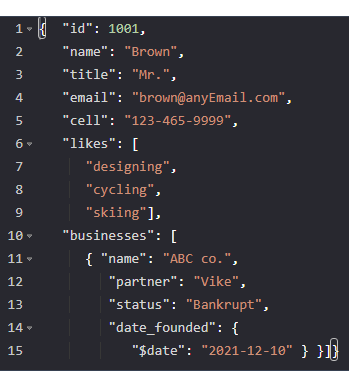 1 { "id": 1001,
2 "name": "Brown",
3 "title": "Mr.",
4 "email": "brown@anyEmail.com",
5 "cell": "123-465-9999",
6 "likes": [
7 "designing",
8 "cycling",
9 "skiing"],
10 "businesses": [
11 { "name": "ABC co.",
12 "partner": "Vike",
13 "status": "Bankrupt",
14 "date_founded": {
15 "$date": "2021-12-10" } }]}